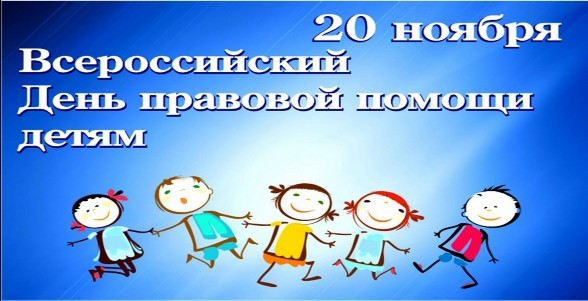 20 ноября
Всероссийский
День правовой помощи
детям